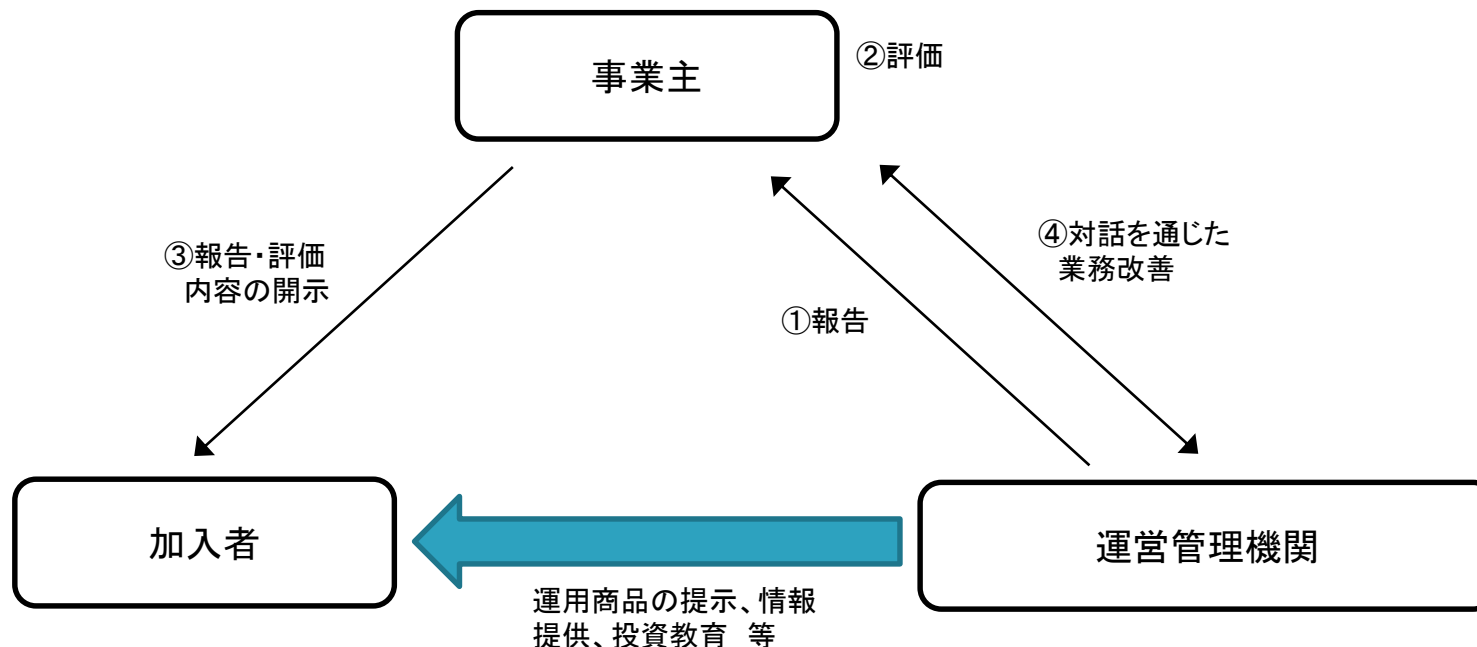 事業主
②評価
③報告・評価
内容の開示
④対話を通じた
業務改善
①報告
加入者
運営管理機関
運用商品の提示、情報
提供、投資教育　等